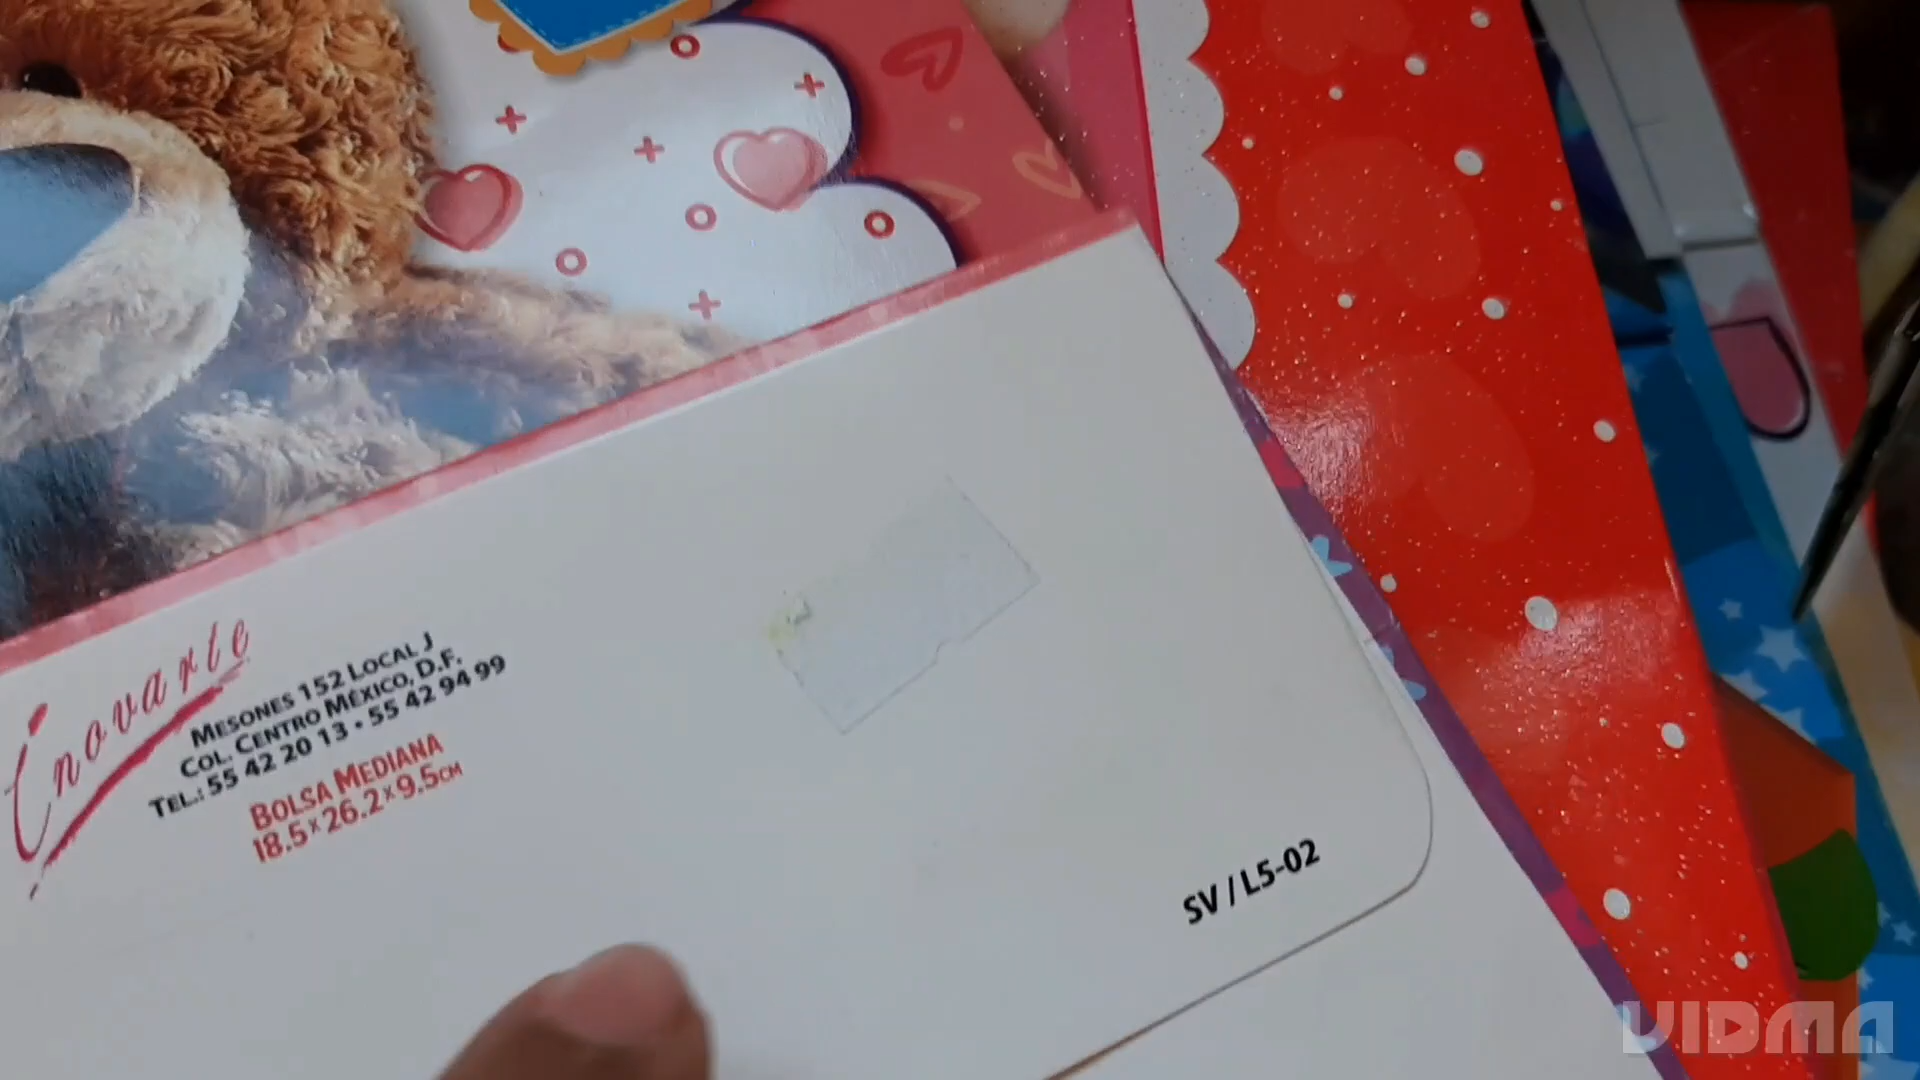 Inovarte
MESONES 152 LOCAL J
COL. CENTRO MÉXICO, D.F.
TEL.: 55 42 20 13 • 55 42 94 99
BOLSA MEDIANA
18.5x26.2x9.5CM
SV / L5-02
VIDMA